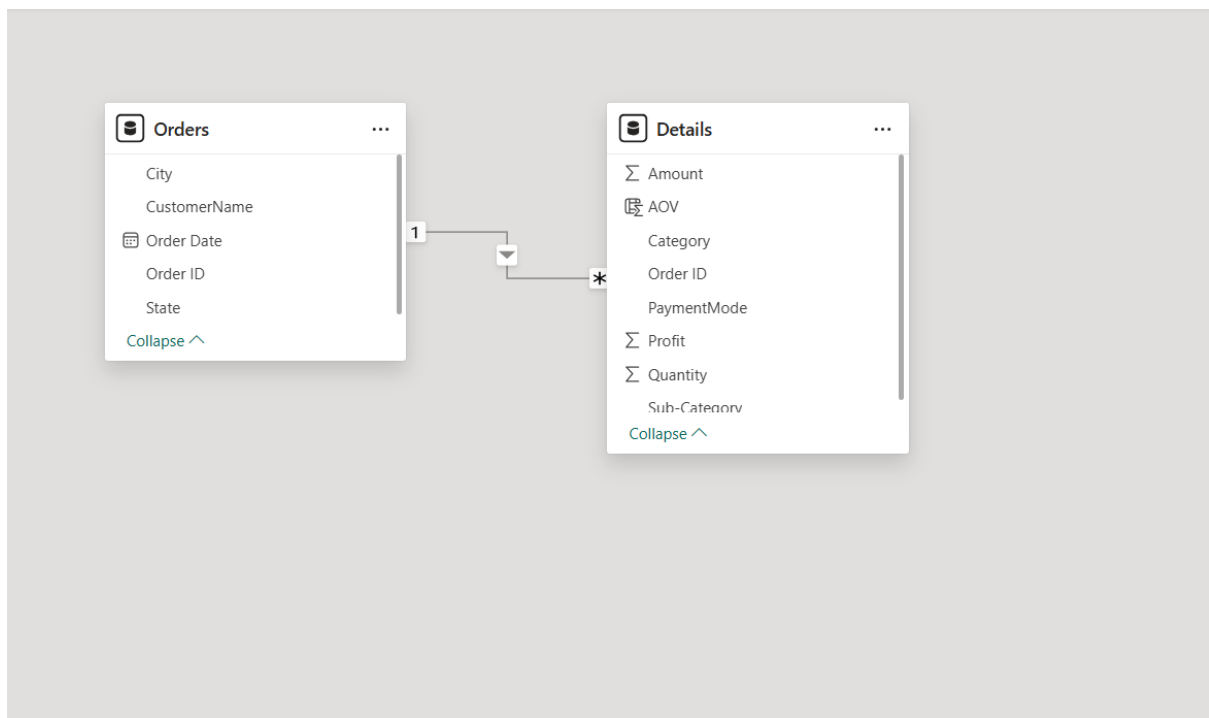 Orders
...
City
CustomerName
Order Date
Order ID
State
Collapse
1
*
Details
...
Amount
AOV
Category
Order ID
PaymentMode
Profit
Quantity
Sub-Category
Collapse